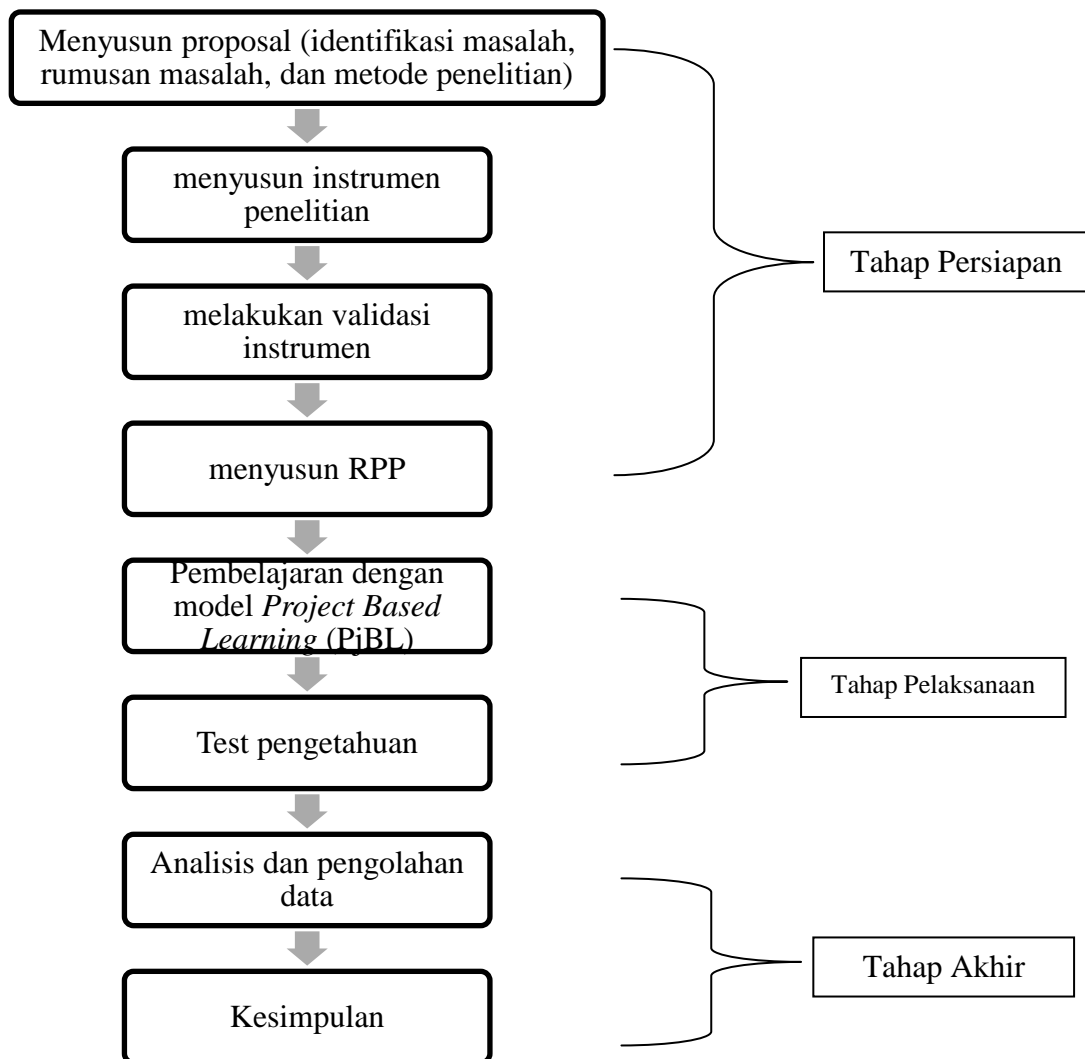 Menyusun proposal (identifikasi masalah,
rumusan masalah, dan metode penelitian)
menyusun instrumen
penelitian
melakukan validasi
instrumen
menyusun RPP
Tahap Persiapan
Pembelajaran dengan
model Project Based
Learning (PjBL)
Test pengetahuan
Tahap Pelaksanaan
Analisis dan pengolahan
data
Kesimpulan
Tahap Akhir